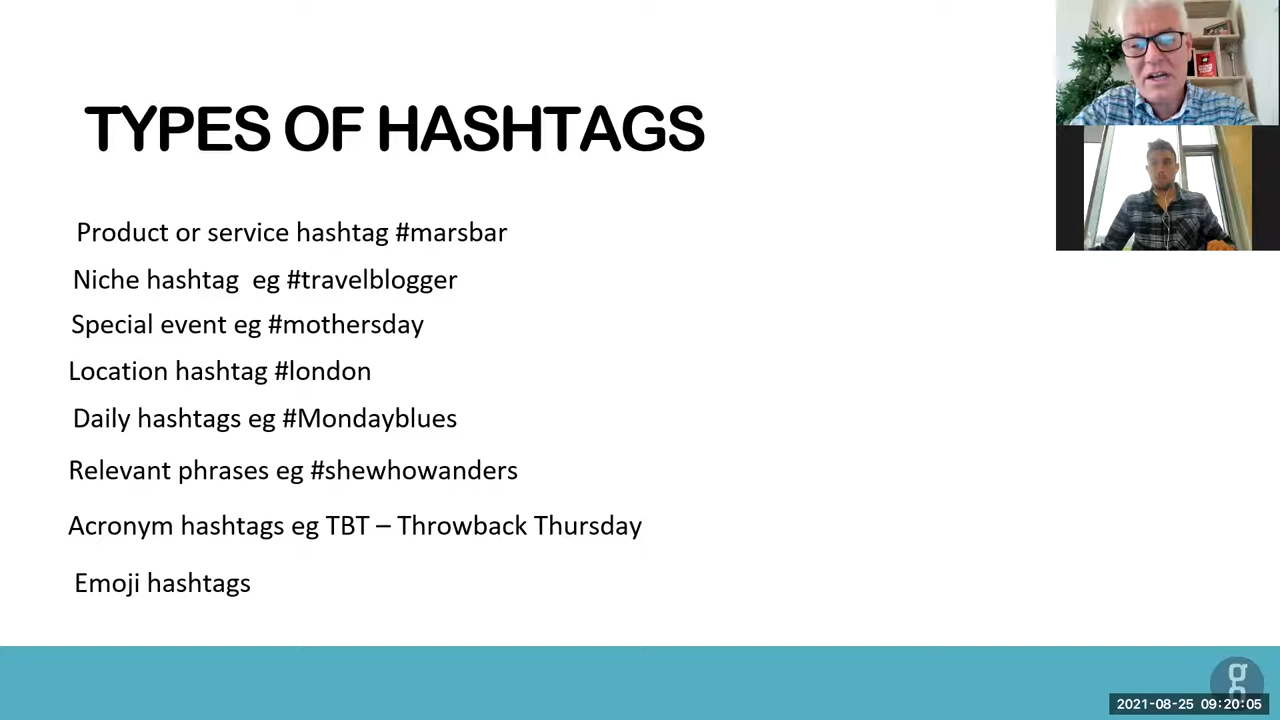 TYPES OF HASHTAGS
Product or service hashtag #marsbar
Niche hashtag eg #travelblogger
Special event eg #mothersday
Location hashtag #london
Daily hashtags eg #Mondayblues
Relevant phrases eg #shewhowanders
Acronym hashtags eg TBT – Throwback Thursday
Emoji hashtags
g
2021-08-25 09:20:05